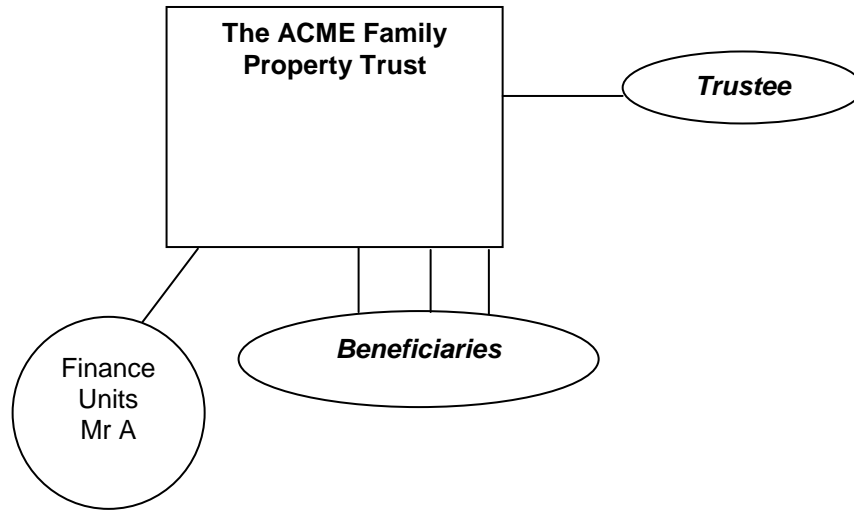 The ACME Family
Property Trust
Trustee
Beneficiaries
Finance
Units
Mr A